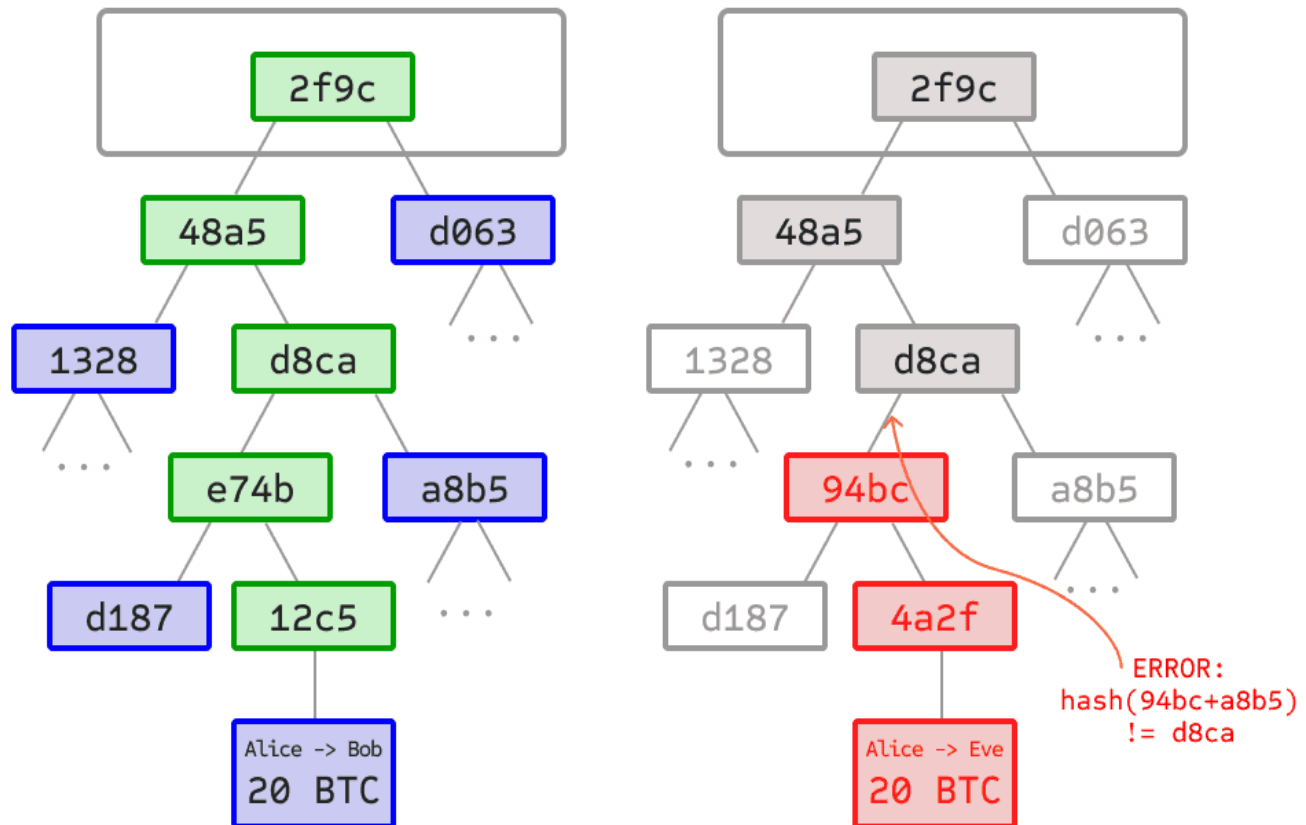 2f9c
48a5
d063
1328
d8ca
...
...
e74b
a8b5
d187
12c5
...
Alice -> Bob
20 BTC
2f9c
48a5
d063
1328
d8ca
...
...
94bc
a8b5
d187
4a2f
...
ERROR:
hash(94bc+a8b5)
!= d8ca
Alice -> Eve
20 BTC